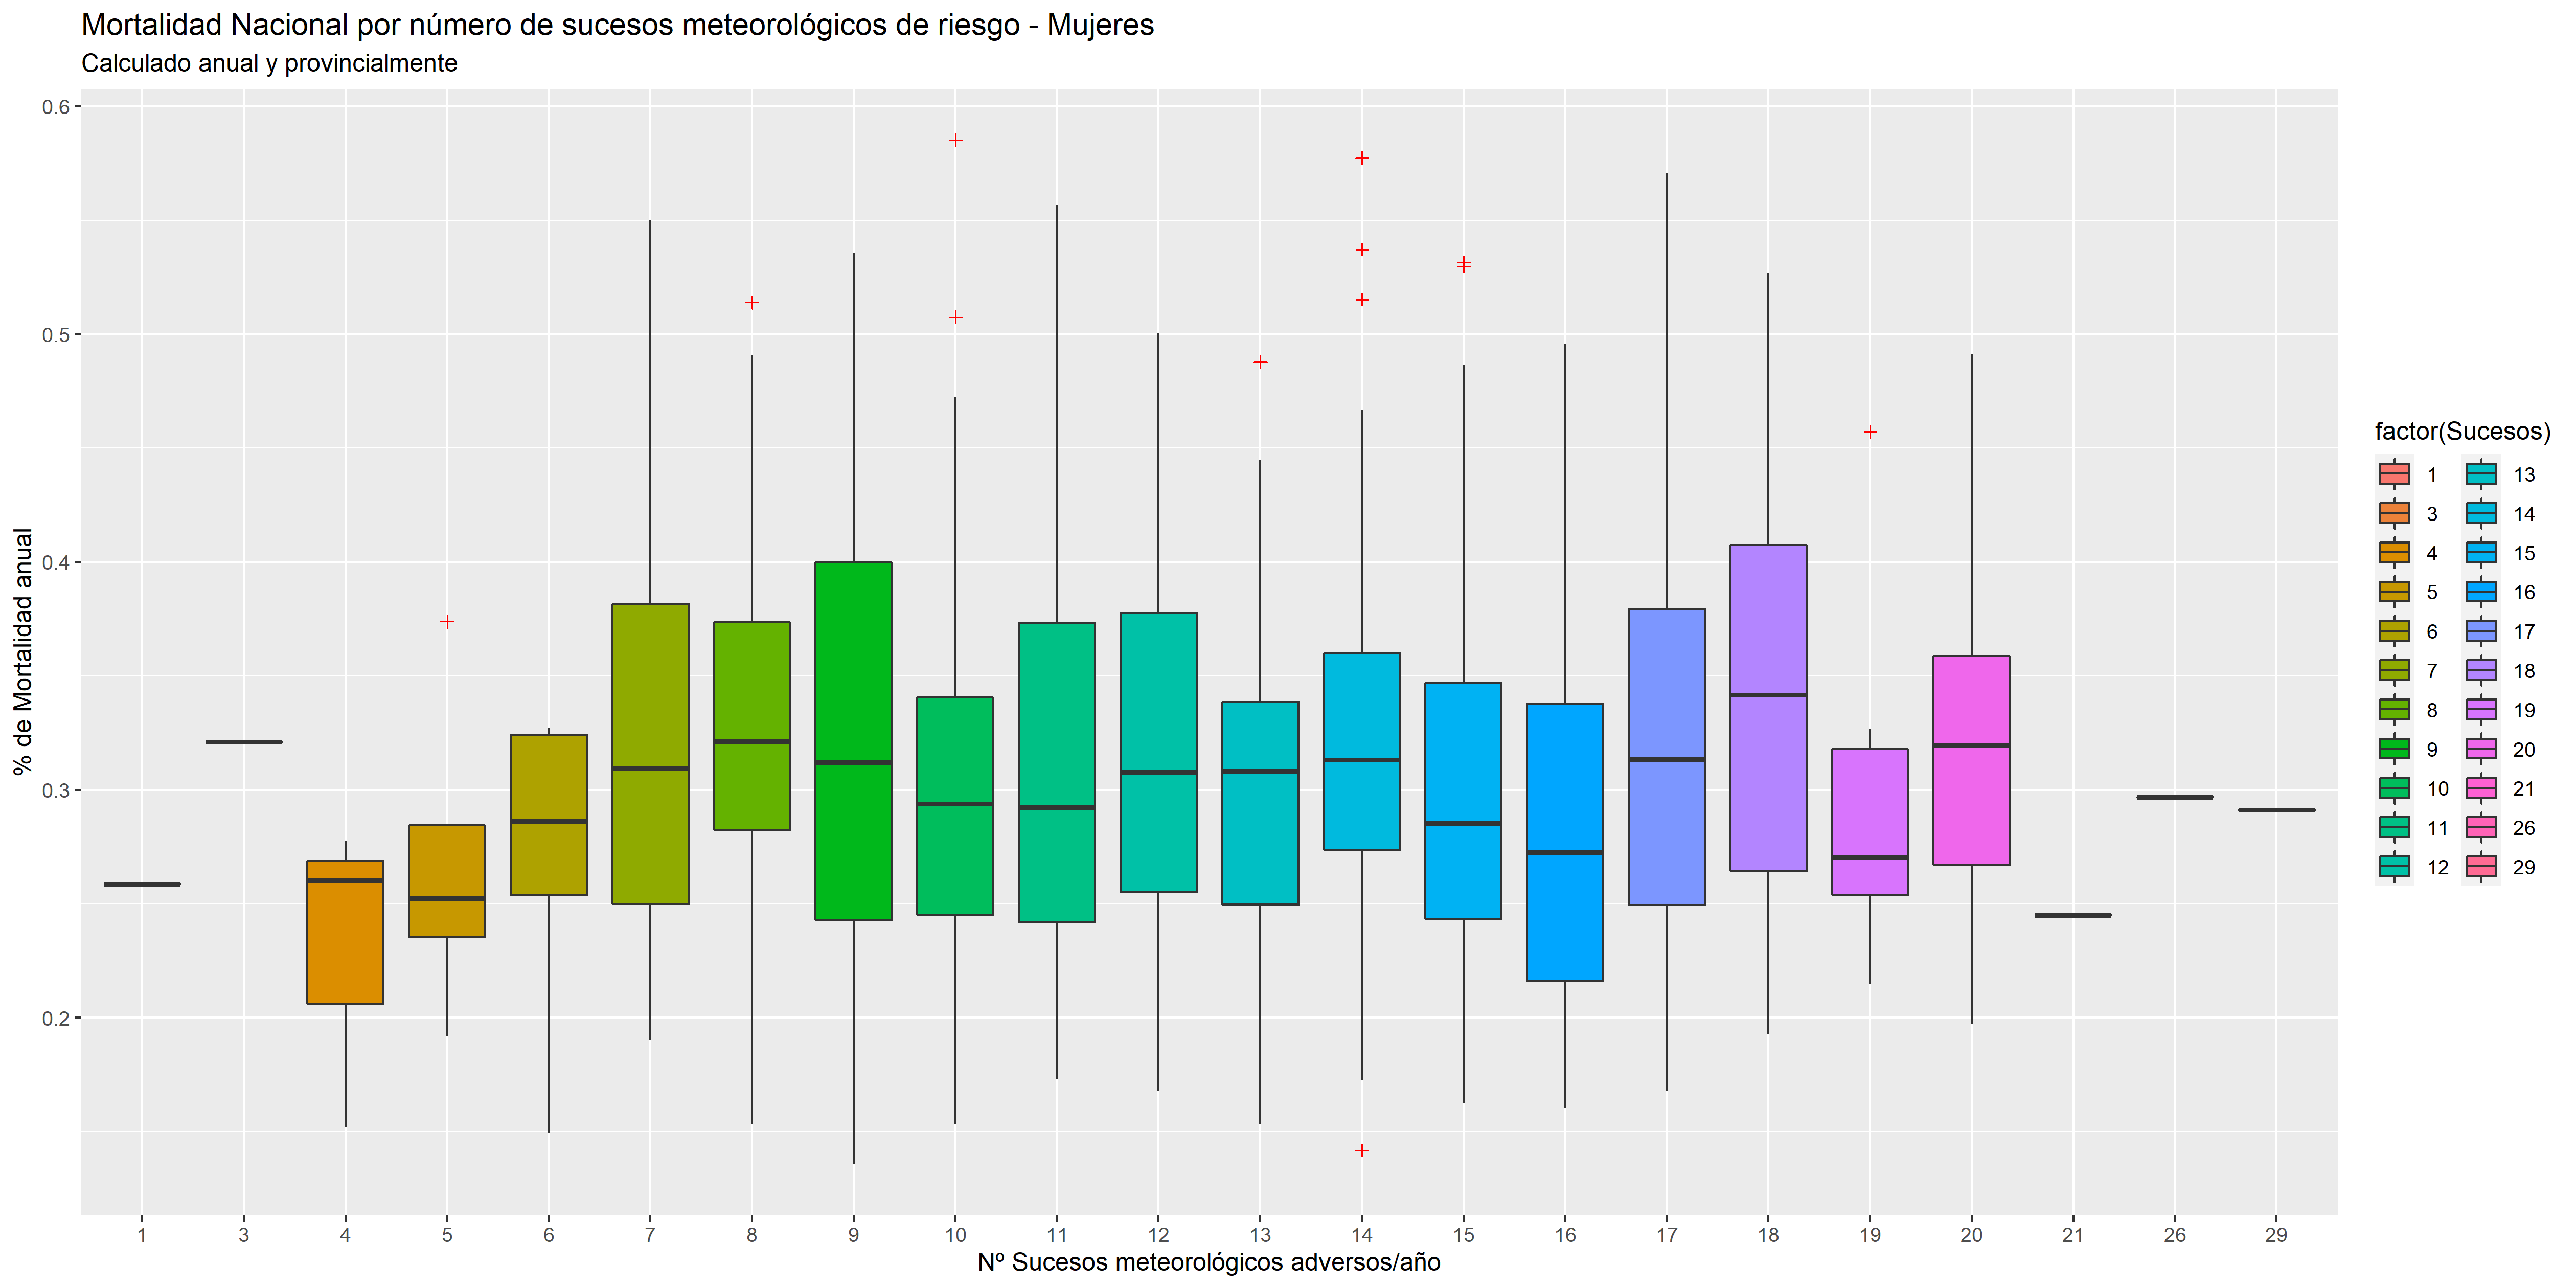 Mortalidad Nacional por número de sucesos meteorológicos de riesgo - Mujeres
Calculado anual y provincialmente
% de Mortalidad anual
0.6
0.5
0.4
0.3
0.2
1 3 4 5 6 7 8 9 10 11 12 13 14 15 16 17 18 19 20 21 26 29
Nº Sucesos meteorológicos adversos/año
factor(Sucesos)
1 13
3 14
4 15
5 16
6 17
7 18
8 19
9 20
10 21
11 26
12 29